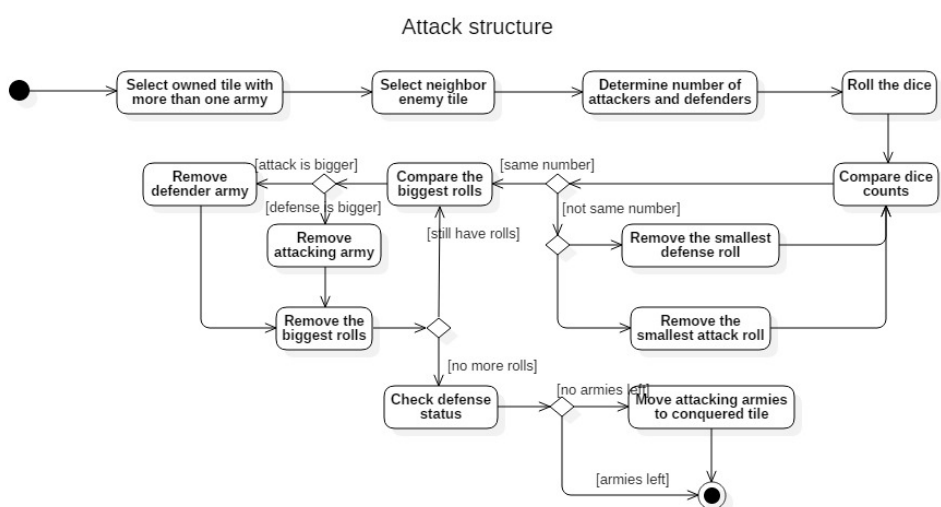 Attack structure
Select owned tile with
more than one army
Select neighbor
enemy tile
Determine number of
attackers and defenders
Roll the dice
Remove
defender army
[attack is bigger]
[defense is bigger]
Compare the
biggest rolls
[same number]
Compare dice
counts
[not same number]
Remove
attacking army
[still have rolls]
Remove the smallest
defense roll
Remove the
biggest rolls
Remove the
smallest attack roll
[no more rolls]
Check defense
status
[no armies left]
Move attacking armies
to conquered tile
[armies left]